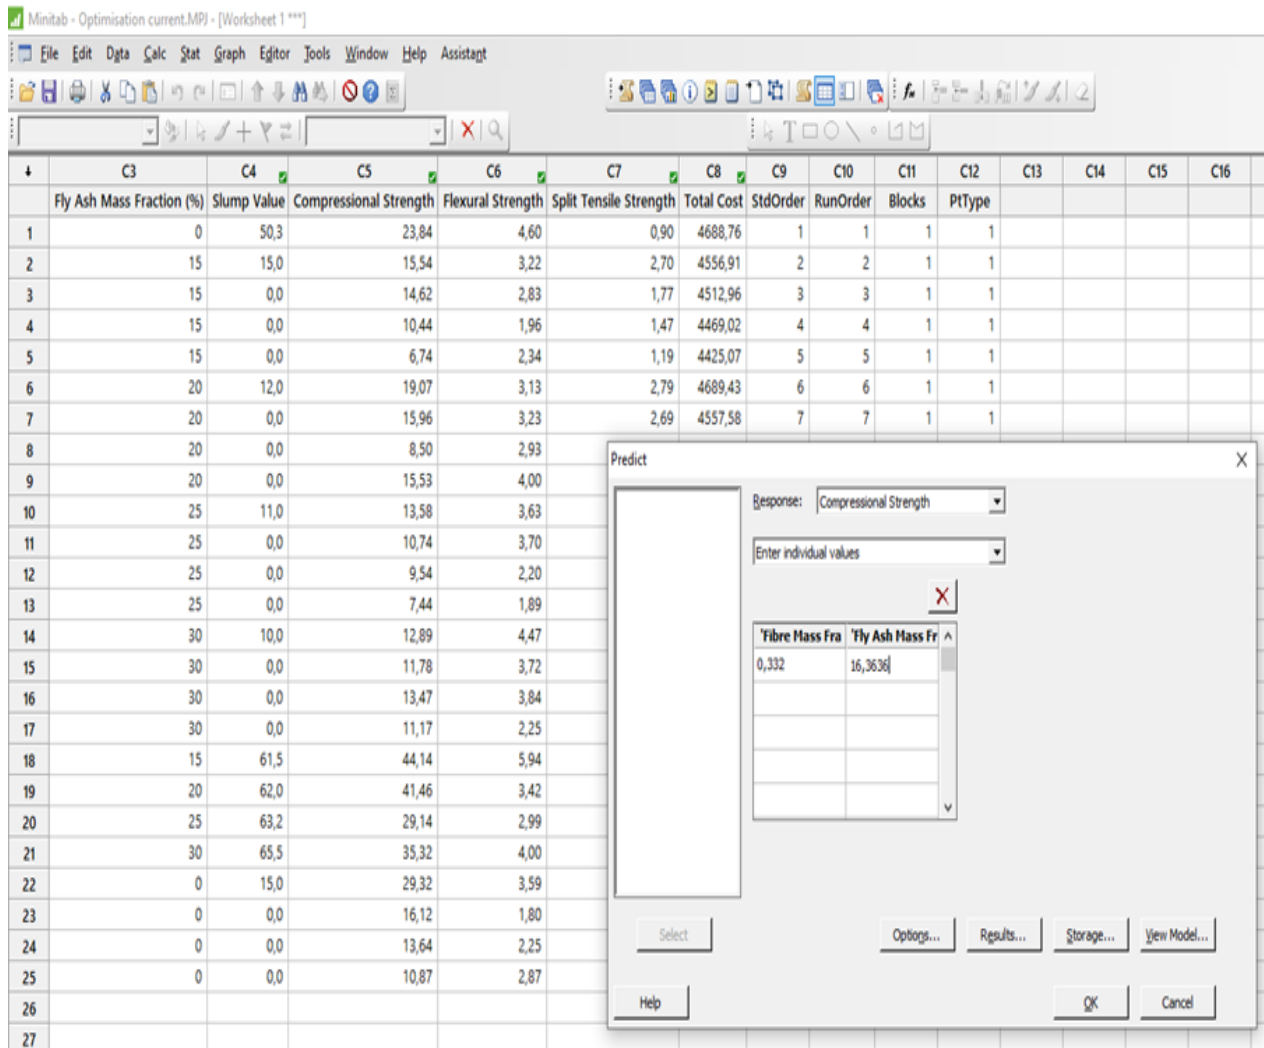 Minitab - Optimisation current.MPJ - [Worksheet 1 ***]
File Edit Data Calc Stat Graph Editor Tools Window Help Assistant
C3 C4 C5 C6 C7 C8 C9 C10 C11 C12 C13 C14 C15 C16
Fly Ash Mass Fraction (%) Slump Value Compressional Strength Flexural Strength Split Tensile Strength Total Cost StdOrder RunOrder Blocks PtType
1 0 50,3 23,84 4,60 0,90 4688,76 1 1 1 1
2 15 15,0 15,54 3,22 2,70 4556,91 2 2 1 1
3 15 0,0 14,62 2,83 1,77 4512,96 3 3 1 1
4 15 0,0 10,44 1,96 1,47 4469,02 4 4 1 1
5 15 0,0 6,74 2,34 1,19 4425,07 5 5 1 1
6 20 12,0 19,07 3,13 2,79 4689,43 6 6 1 1
7 20 0,0 15,96 3,23 2,69 4557,58 7 7 1 1
8 20 0,0 8,50 2,93
9 20 0,0 15,53 4,00
10 25 11,0 13,58 3,63
11 25 0,0 10,74 3,70
12 25 0,0 9,54 2,20
13 25 0,0 7,44 1,89
14 30 10,0 12,89 4,47
15 30 0,0 11,78 3,72
16 30 0,0 13,47 3,84
17 30 0,0 11,17 2,25
18 15 61,5 44,14 5,94
19 20 62,0 41,46 3,42
20 25 63,2 29,14 2,99
21 30 65,5 35,32 4,00
22 0 15,0 29,32 3,59
23 0 0,0 16,12 1,80
24 0 0,0 13,64 2,25
25 0 0,0 10,87 2,87
26
27
Predict
Response: Compressional Strength
Enter individual values
'Fibre Mass Fra 'Fly Ash Mass Fr
0,332 16,3636
Select Options... Results... Storage... View Model...
Help OK Cancel